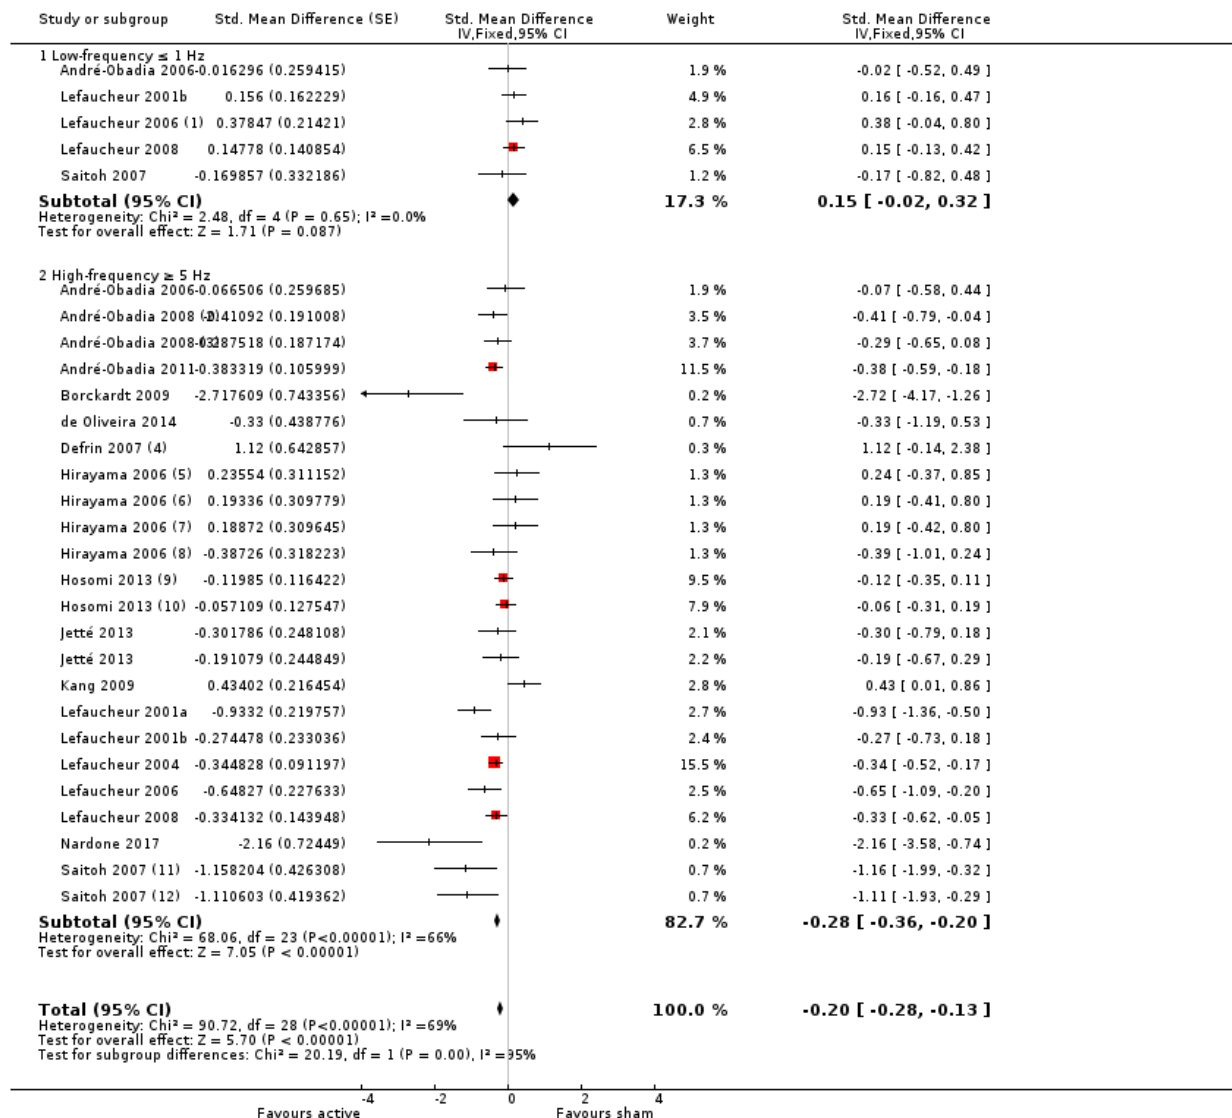 Study or subgroup Std. Mean Difference (SE) Std. Mean Difference Weight Std. Mean Difference
IV,Fixed,95% CI IV,Fixed,95% CI
1 Low-frequency ≤ 1 Hz
André-Obadia 2006 -0.016296 (0.259415) 1.9 % -0.02 [ -0.52, 0.49 ]
Lefaucheur 2001b 0.156 (0.162229) 4.9 % 0.16 [ -0.16, 0.47 ]
Lefaucheur 2006 (1) 0.37847 (0.21421) 2.8 % 0.38 [ -0.04, 0.80 ]
Lefaucheur 2008 0.14778 (0.140854) 6.5 % 0.15 [ -0.13, 0.42 ]
Saitoh 2007 -0.169857 (0.332186) 1.2 % -0.17 [ -0.82, 0.48 ]
Subtotal (95% CI) 17.3 % 0.15 [ -0.02, 0.32 ]
Heterogeneity: Chi² = 2.48, df = 4 (P = 0.65); I² =0.0%
Test for overall effect: Z = 1.71 (P = 0.087)
2 High-frequency ≥ 5 Hz
André-Obadia 2006 -0.066506 (0.259685) 1.9 % -0.07 [ -0.58, 0.44 ]
André-Obadia 2008 (2) -0.41092 (0.191008) 3.5 % -0.41 [ -0.79, -0.04 ]
André-Obadia 2008 (3) -0.287518 (0.187174) 3.7 % -0.29 [ -0.65, 0.08 ]
André-Obadia 2011 -0.383319 (0.105999) 11.5 % -0.38 [ -0.59, -0.18 ]
Borckardt 2009 -2.717609 (0.743356) 0.2 % -2.72 [ -4.17, -1.26 ]
de Oliveira 2014 -0.33 (0.438776) 0.7 % -0.33 [ -1.19, 0.53 ]
Defrin 2007 (4) 1.12 (0.642857) 0.3 % 1.12 [ -0.14, 2.38 ]
Hirayama 2006 (5) 0.23554 (0.311152) 1.3 % 0.24 [ -0.37, 0.85 ]
Hirayama 2006 (6) 0.19336 (0.309779) 1.3 % 0.19 [ -0.41, 0.80 ]
Hirayama 2006 (7) 0.18872 (0.309645) 1.3 % 0.19 [ -0.42, 0.80 ]
Hirayama 2006 (8) -0.38726 (0.318223) 1.3 % -0.39 [ -1.01, 0.24 ]
Hosomi 2013 (9) -0.11985 (0.116422) 9.5 % -0.12 [ -0.35, 0.11 ]
Hosomi 2013 (10) -0.057109 (0.127547) 7.9 % -0.06 [ -0.31, 0.19 ]
Jetté 2013 -0.301786 (0.248108) 2.1 % -0.30 [ -0.79, 0.18 ]
Jetté 2013 -0.191079 (0.244849) 2.2 % -0.19 [ -0.67, 0.29 ]
Kang 2009 0.43402 (0.216454) 2.8 % 0.43 [ 0.01, 0.86 ]
Lefaucheur 2001a -0.9332 (0.219757) 2.7 % -0.93 [ -1.36, -0.50 ]
Lefaucheur 2001b -0.274478 (0.233036) 2.4 % -0.27 [ -0.73, 0.18 ]
Lefaucheur 2004 -0.344828 (0.091197) 15.5 % -0.34 [ -0.52, -0.17 ]
Lefaucheur 2006 -0.64827 (0.227633) 2.5 % -0.65 [ -1.09, -0.20 ]
Lefaucheur 2008 -0.334132 (0.143948) 6.2 % -0.33 [ -0.62, -0.05 ]
Nardone 2017 -2.16 (0.72449) 0.2 % -2.16 [ -3.58, -0.74 ]
Saitoh 2007 (11) -1.158204 (0.426308) 0.7 % -1.16 [ -1.99, -0.32 ]
Saitoh 2007 (12) -1.110603 (0.419362) 0.7 % -1.11 [ -1.93, -0.29 ]
Subtotal (95% CI) 82.7 % -0.28 [ -0.36, -0.20 ]
Heterogeneity: Chi² = 68.06, df = 23 (P<0.00001); I² =66%
Test for overall effect: Z = 7.05 (P < 0.00001)
Total (95% CI) 100.0 % -0.20 [ -0.28, -0.13 ]
Heterogeneity: Chi² = 90.72, df = 28 (P<0.00001); I² =69%
Test for overall effect: Z = 5.70 (P < 0.00001)
Test for subgroup differences: Chi² = 20.19, df = 1 (P = 0.00), I² =95%
-4 -2 0 2 4
Favours active Favours sham